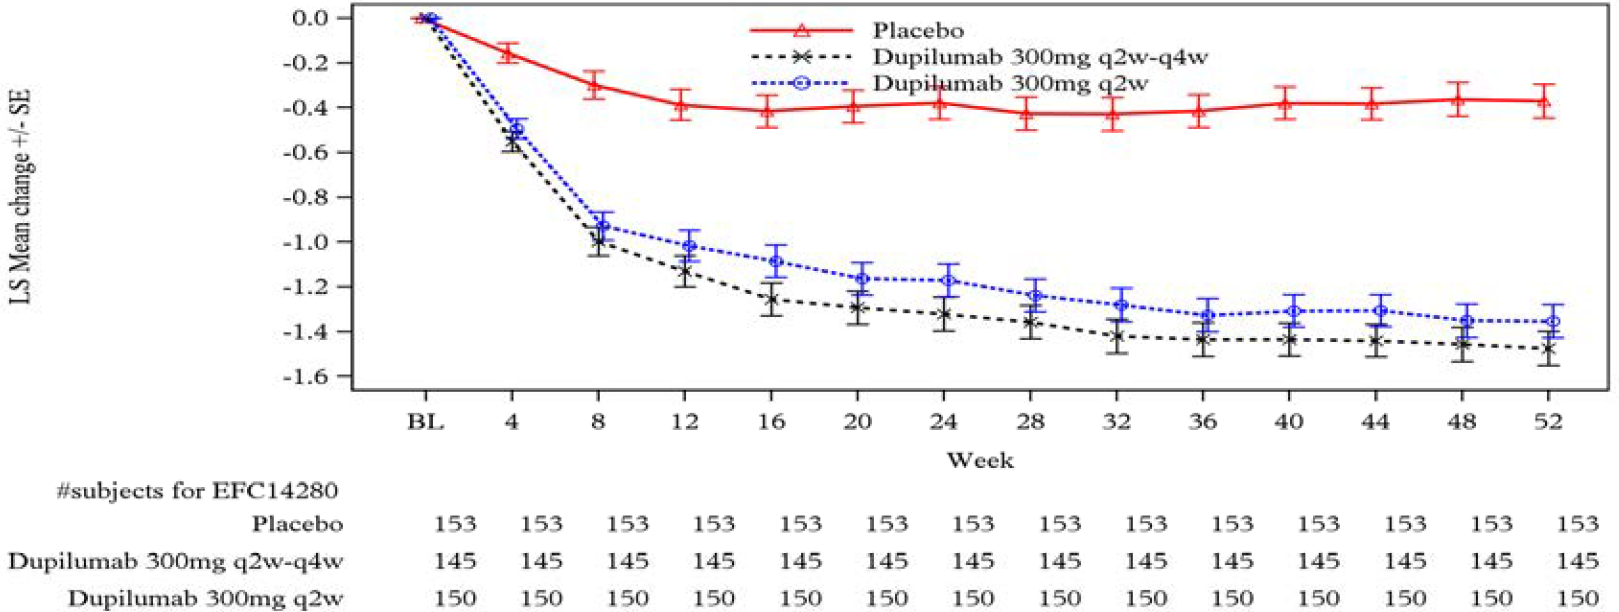 Placebo
Dupilumab 300mg q2w-q4w
Dupilumab 300mg q2w
LS Mean change +/- SE
0.0
-0.2
-0.4
-0.6
-0.8
-1.0
-1.2
-1.4
-1.6
BL 4 8 12 16 20 24 28 32 36 40 44 48 52
Week
#subjects for EFC14280
Placebo 153 153 153 153 153 153 153 153 153 153 153 153 153 153
Dupilumab 300mg q2w-q4w 145 145 145 145 145 145 145 145 145 145 145 145 145 145
Dupilumab 300mg q2w 150 150 150 150 150 150 150 150 150 150 150 150 150 150